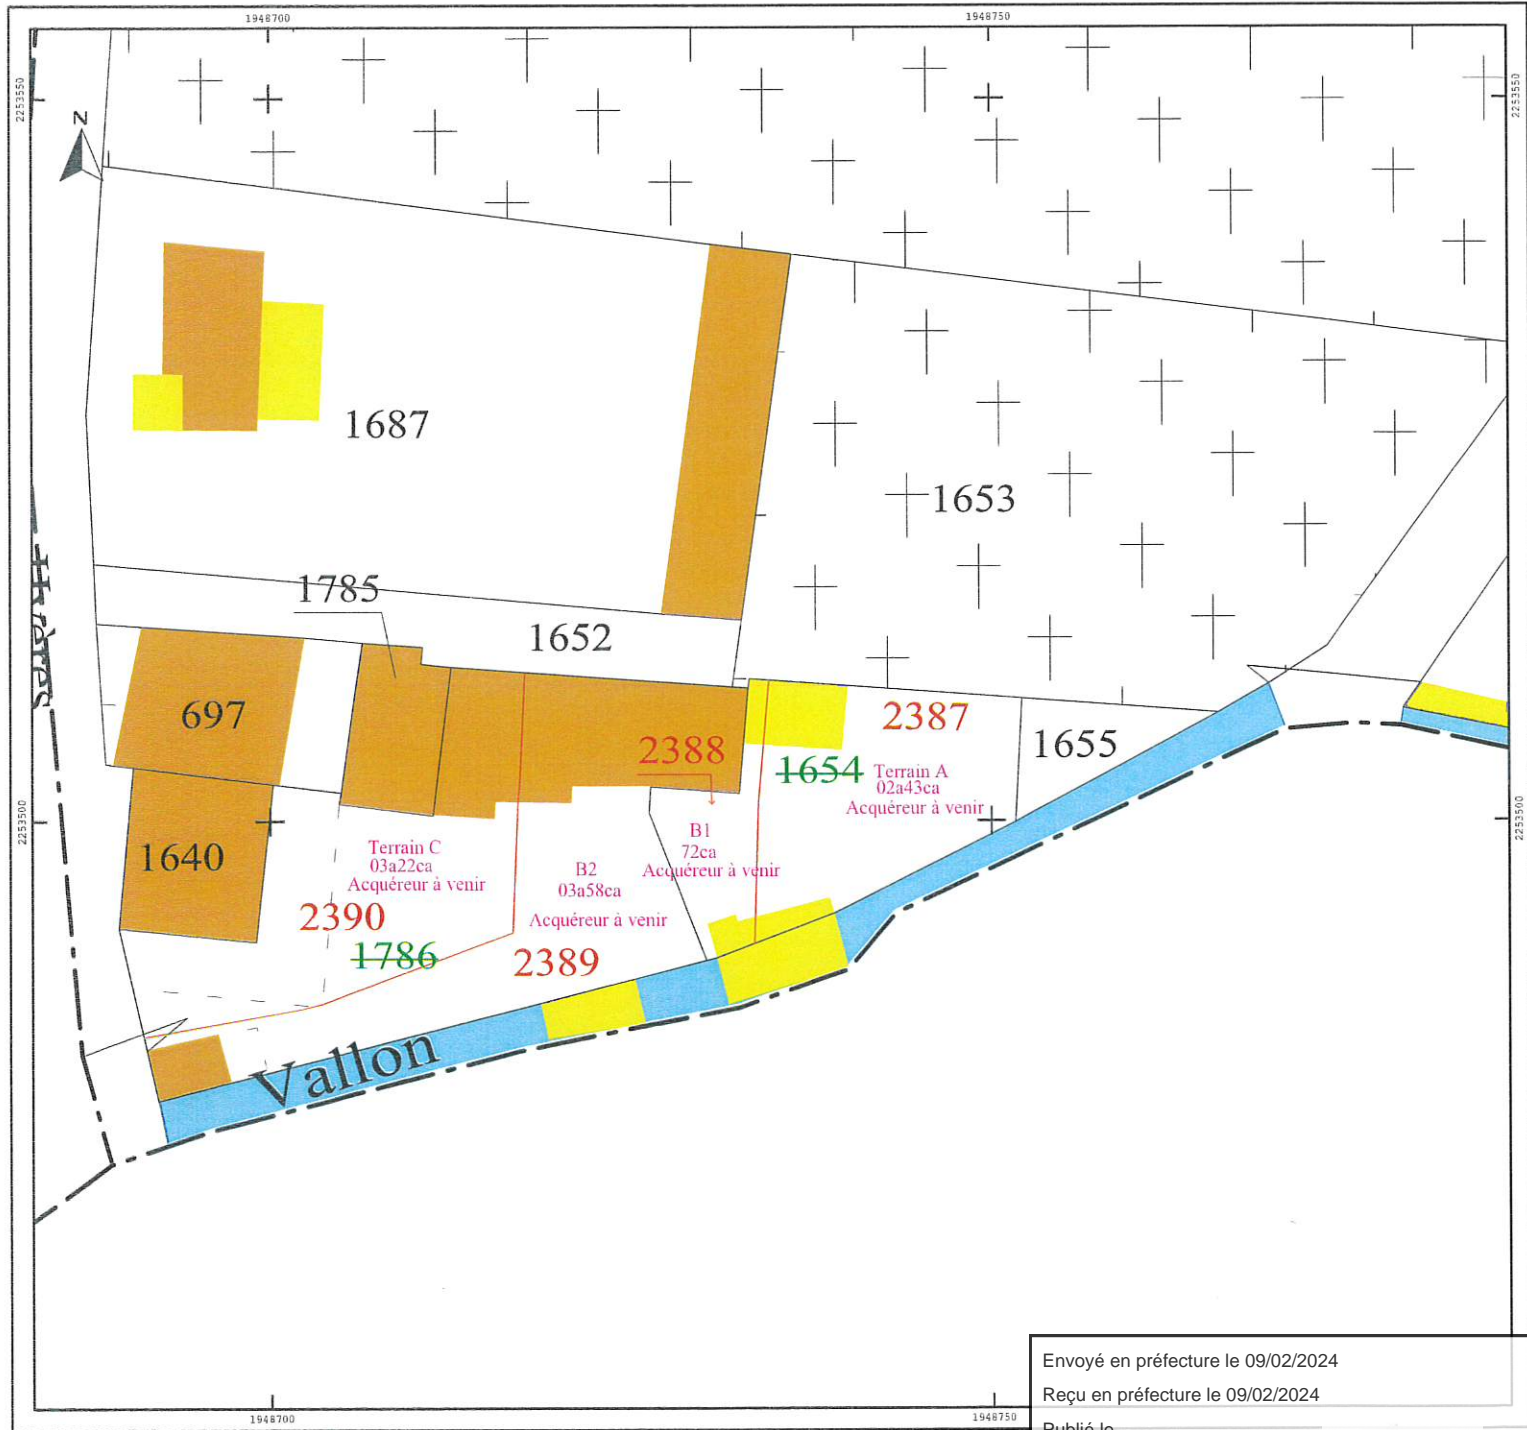 1948700
1948750
2253550
2253550
N
1687
1653
1785
1652
697
2387
1655
2388
1654
Terrain A
02a43ca
Acquéreur à venir
2253500
2253500
B1
72ca
Acquéreur à venir
Terrain C
03a22ca
Acquéreur à venir
1640
B2
03a58ca
Acquéreur à venir
2390
1786
2389
Vallon
Envoyé en préfecture le 09/02/2024
Reçu en préfecture le 09/02/2024
Publié le
1948700
1948750